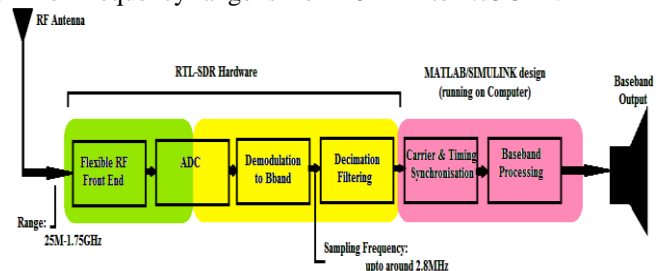 RF Antenna
RTL-SDR Hardware
MATLAB/SIMULINK design
(running on Computer)
Baseband
Output
Flexible RF
Front End
ADC
Demodulation
to Bband
Decimation
Filtering
Carrier & Timing
Synchronisation
Baseband
Processing
Range:
25M-1.75GHz
Sampling Frequency:
upto around 2.8MHz